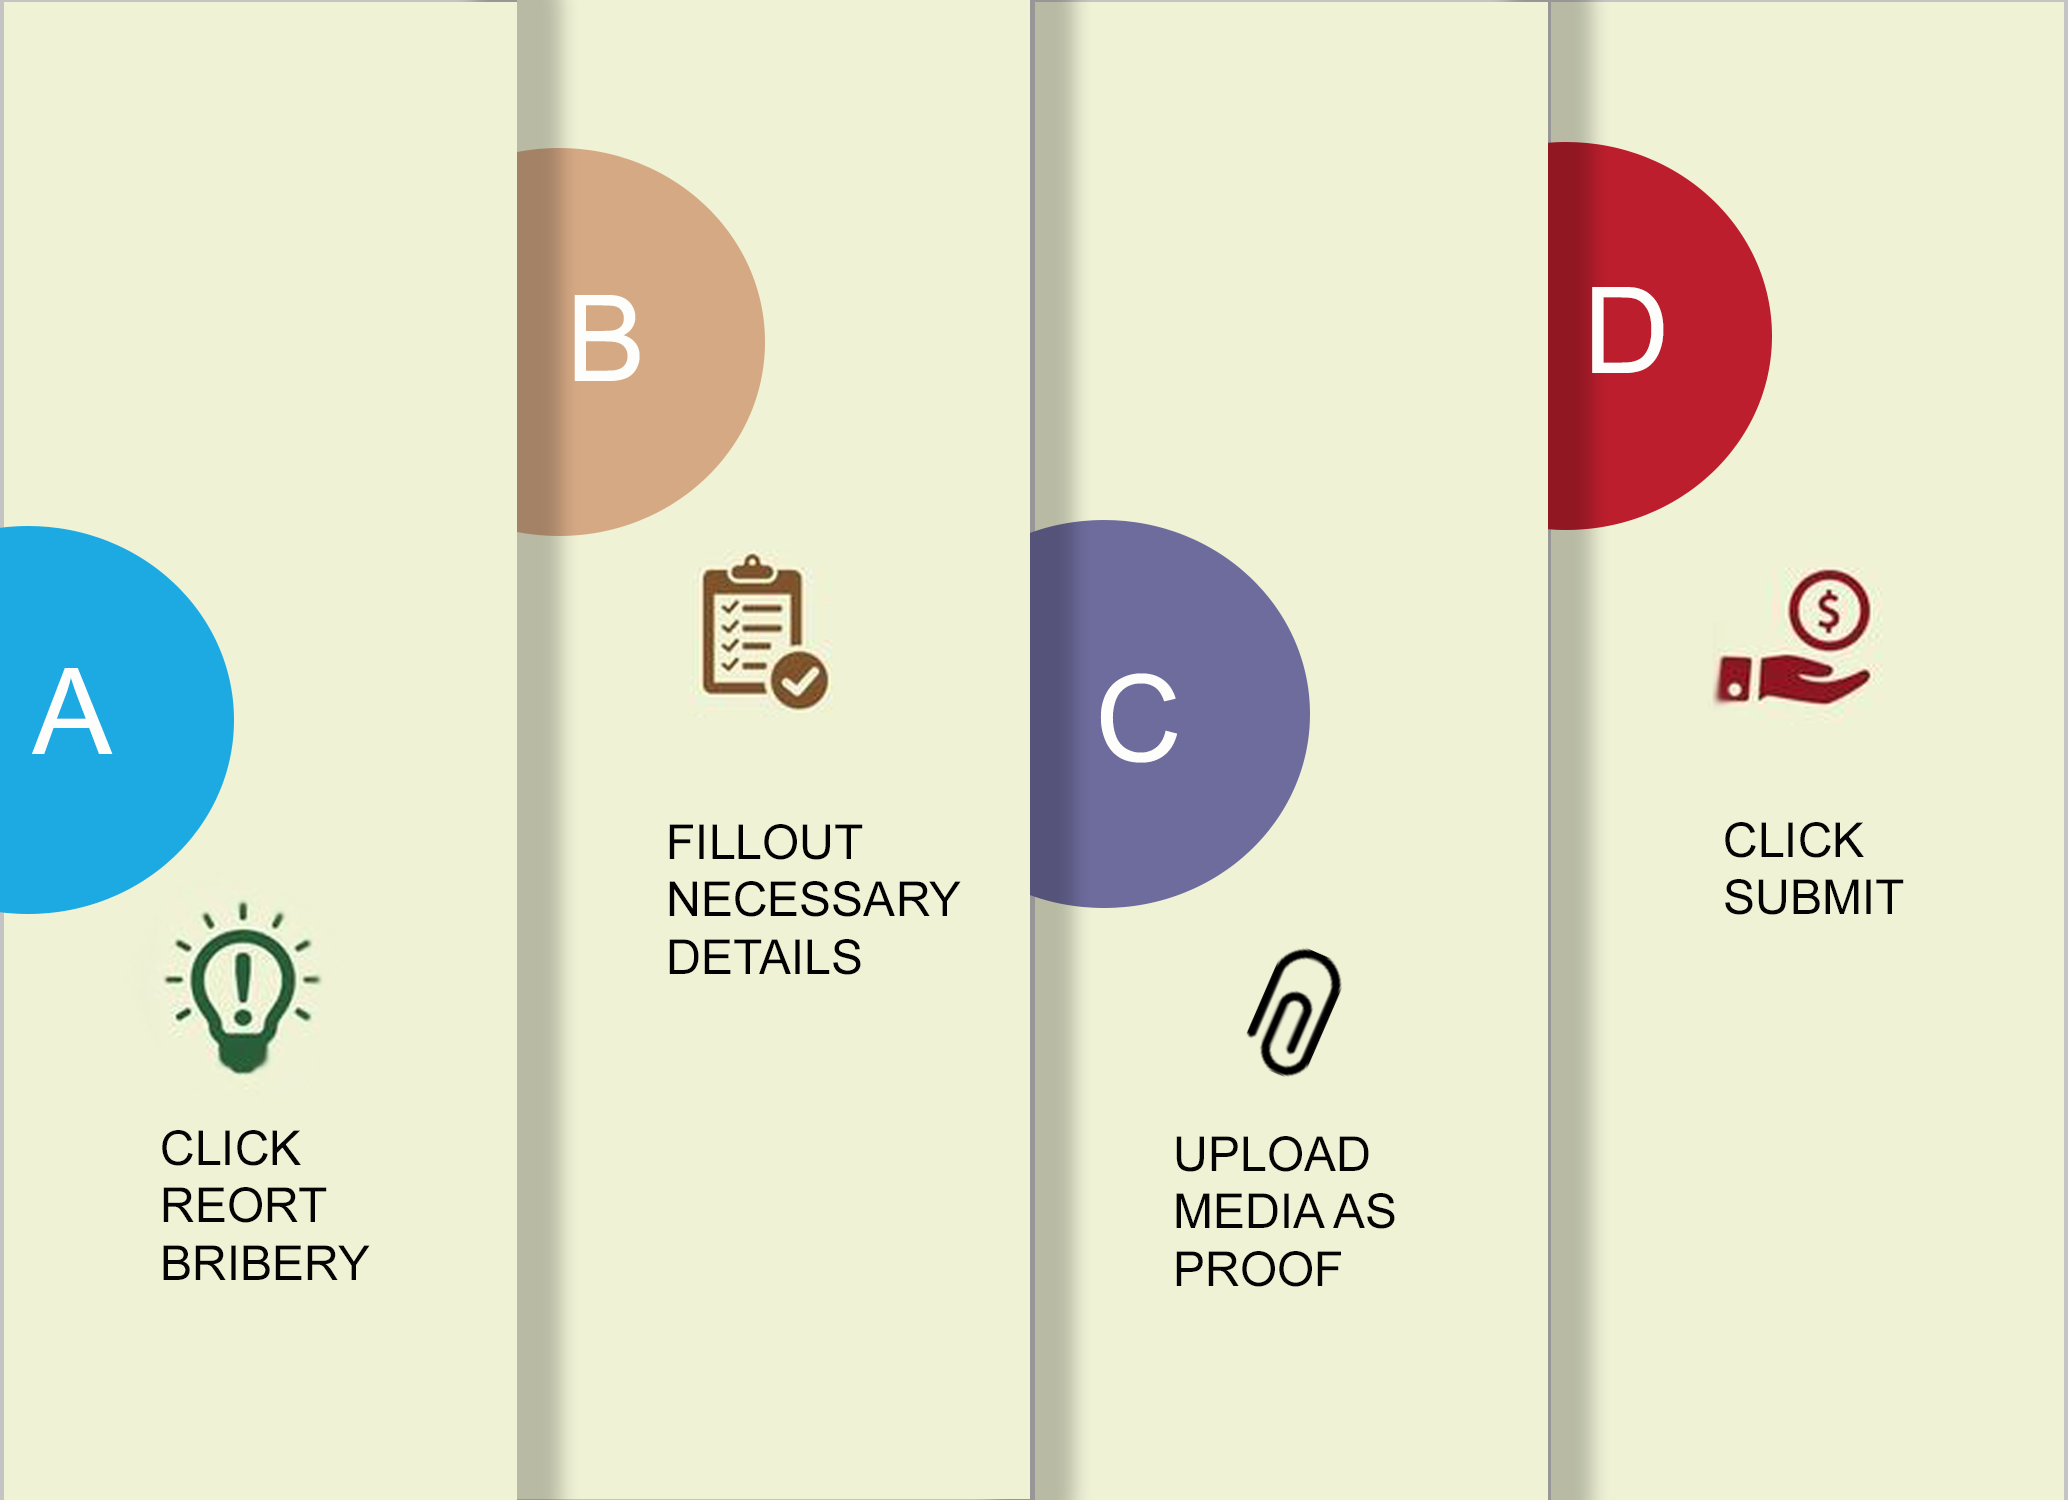 A
CLICK
REORT
BRIBERY
B
FILLOUT
NECESSARY
DETAILS
C
UPLOAD
MEDIA AS
PROOF
D
$
CLICK
SUBMIT